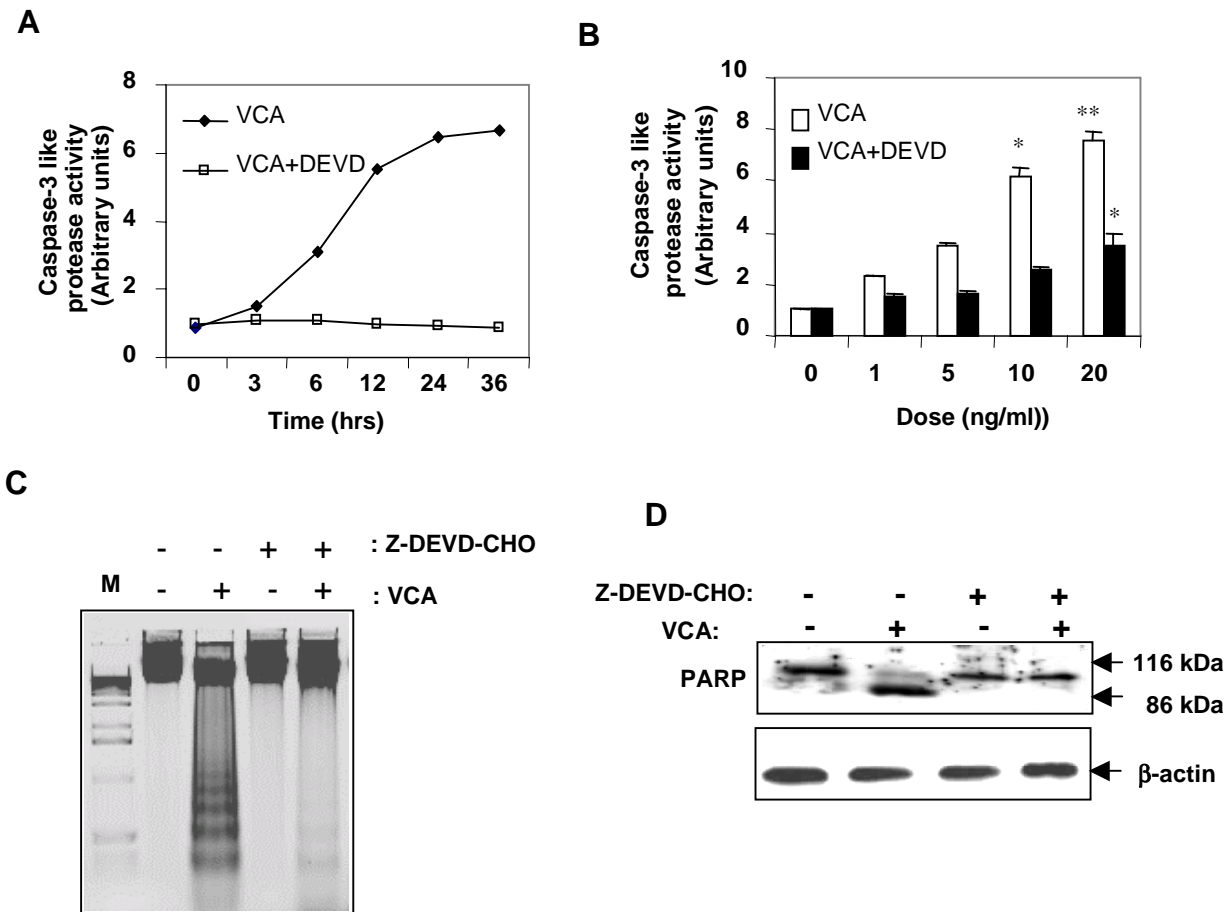 A
Caspase-3 like
protease activity
(Arbitrary units)
8
6
4
2
0
VCA
VCA+DEVD
0 3 6 12 24 36
Time (hrs)
B
Caspase-3 like
protease activity
(Arbitrary units)
10
8
6
4
2
0
VCA
VCA+DEVD
*
**
*
0 1 5 10 20
Dose (ng/ml))
C
- - + + : Z-DEVD-CHO
M - + - + : VCA
D
Z-DEVD-CHO: - - + +
VCA: - + - +
PARP
116 kDa
86 kDa
β-actin